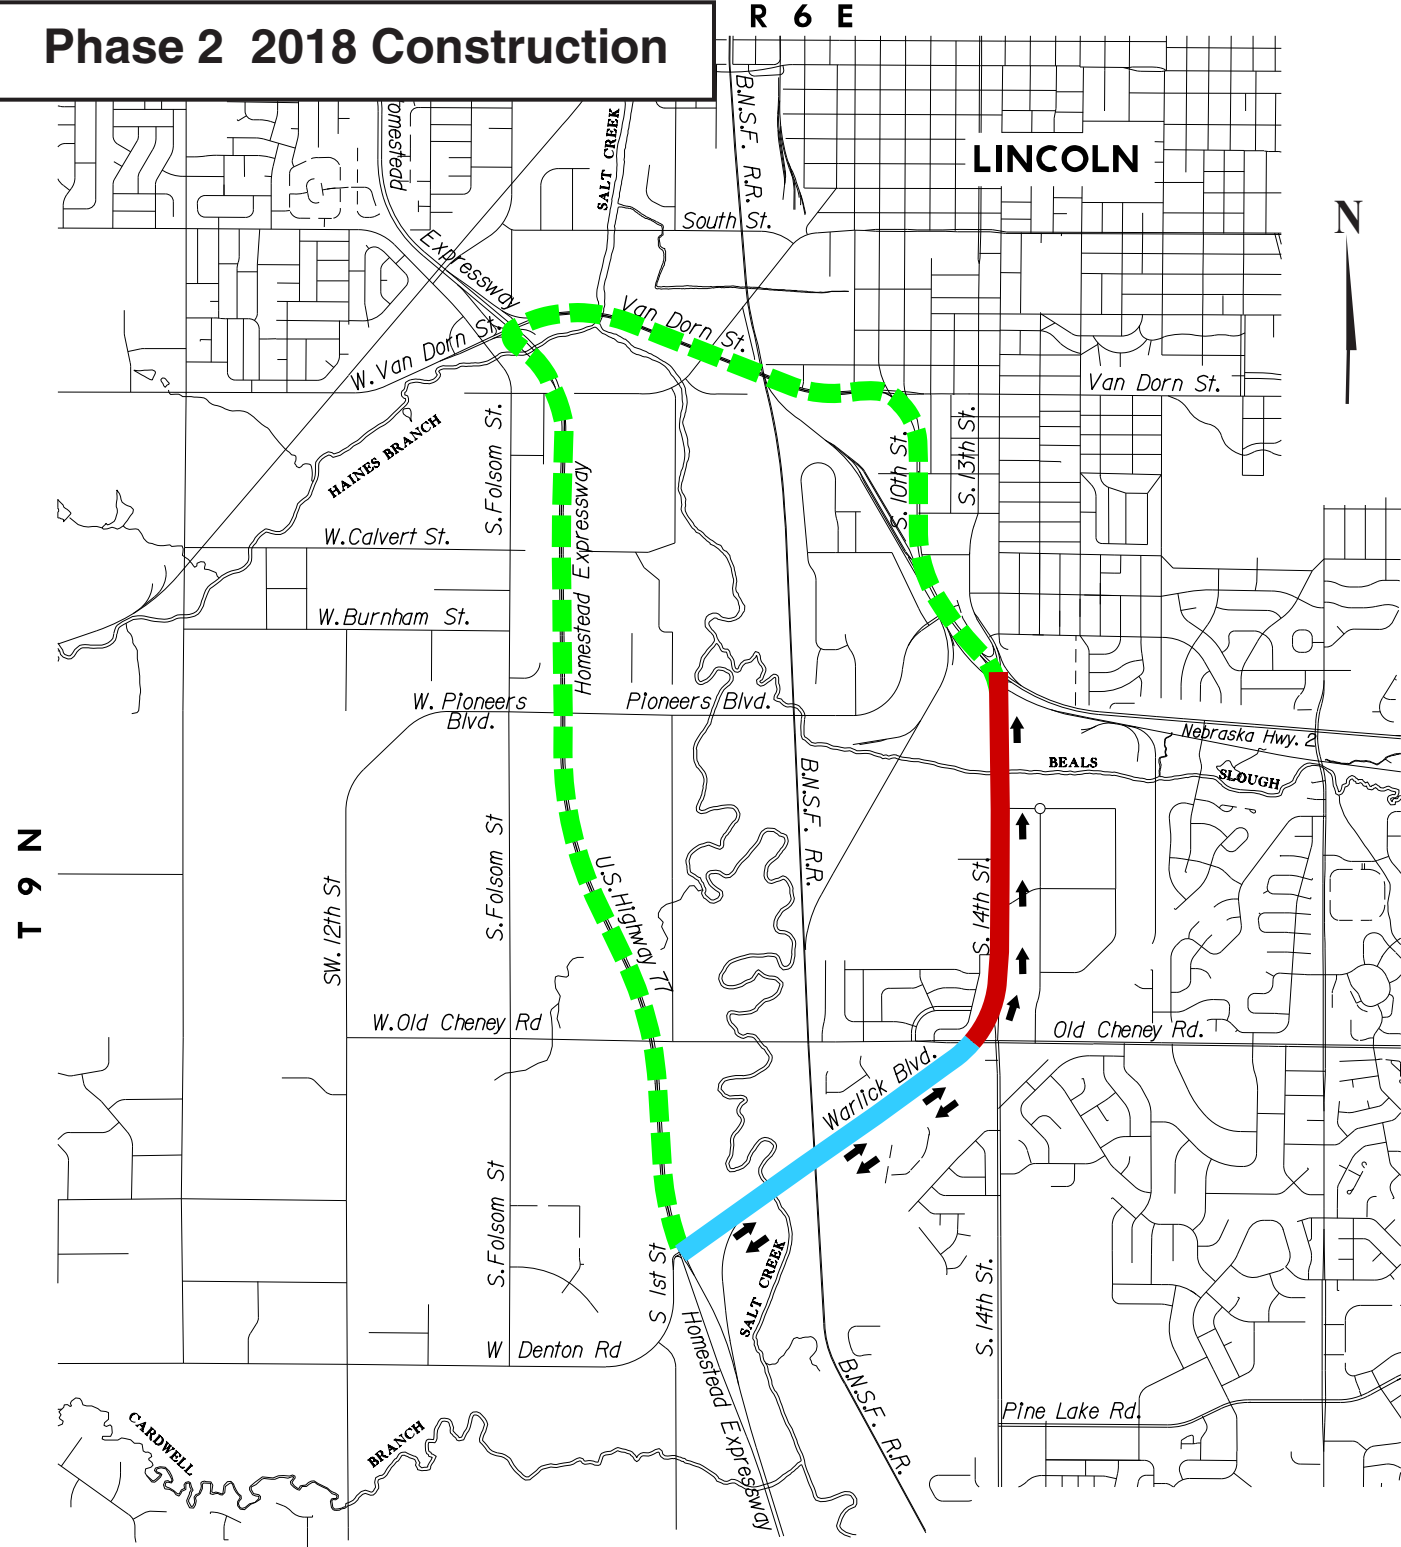 R 6 E
Phase 2 2018 Construction
LINCOLN
N
Homestead
Expressway
SALT CREEK
B.N.S.F. R.R.
South St.
Van Dorn St.
W. Van Dorn St.
Van Dorn St.
HAINES BRANCH
S. Folsom St.
S. 10th St.
S. 13th St.
W. Calvert St.
Homestead Expressway
W. Burnham St.
W. Pioneers
Blvd.
Pioneers Blvd.
Nebraska Hwy. 2
BEALS
SLOUGH
B.N.S.F. R.R.
T 9 N
SW. 12th St
S. Folsom St
U.S. Highway 77
S. 14th St.
W. Old Cheney Rd
Old Cheney Rd.
Warlick Blvd.
S. Folsom St
S 1st St
SALT CREEK
S. 14th St.
W Denton Rd
Homestead Expressway
B.N.S.F. R.R.
Pine Lake Rd.
CARDWELL
BRANCH